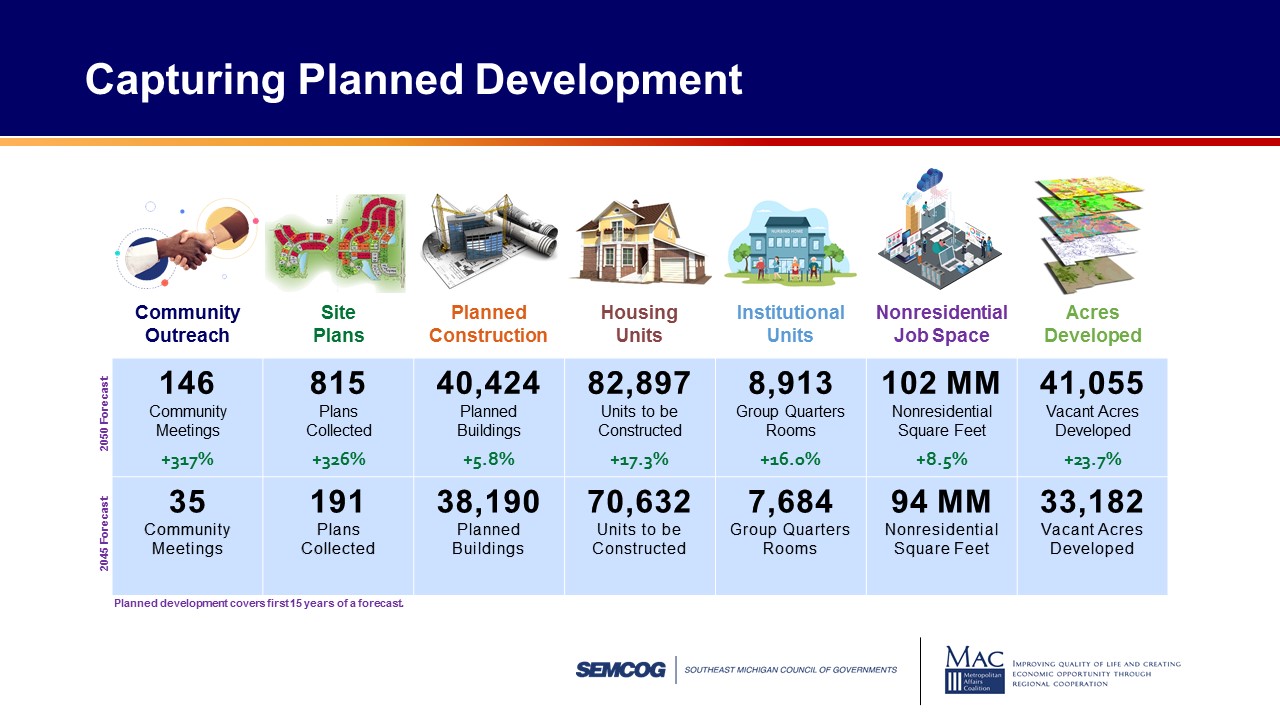 Capturing Planned Development
NURSING HOME
Community
Outreach
Site
Plans
Planned
Construction
Housing
Units
Institutional
Units
Nonresidential
Job Space
Acres
Developed
2050 Forecast
146
Community
Meetings
+317%
815
Plans
Collected
+326%
40,424
Planned
Buildings
+5.8%
82,897
Units to be
Constructed
+17.3%
8,913
Group Quarters
Rooms
+16.0%
102 MM
Nonresidential
Square Feet
+8.5%
41,055
Vacant Acres
Developed
+23.7%
2045 Forecast
35
Community
Meetings
191
Plans
Collected
38,190
Planned
Buildings
70,632
Units to be
Constructed
7,684
Group Quarters
Rooms
94 MM
Nonresidential
Square Feet
33,182
Vacant Acres
Developed
Planned development covers first 15 years of a forecast.
SEMCOG
SOUTHEAST MICHIGAN COUNCIL OF GOVERNMENTS
MAC
Metropolitan
Affairs
Coalition
IMPROVING QUALITY OF LIFE AND CREATING
ECONOMIC OPPORTUNITY THROUGH
REGIONAL COOPERATION